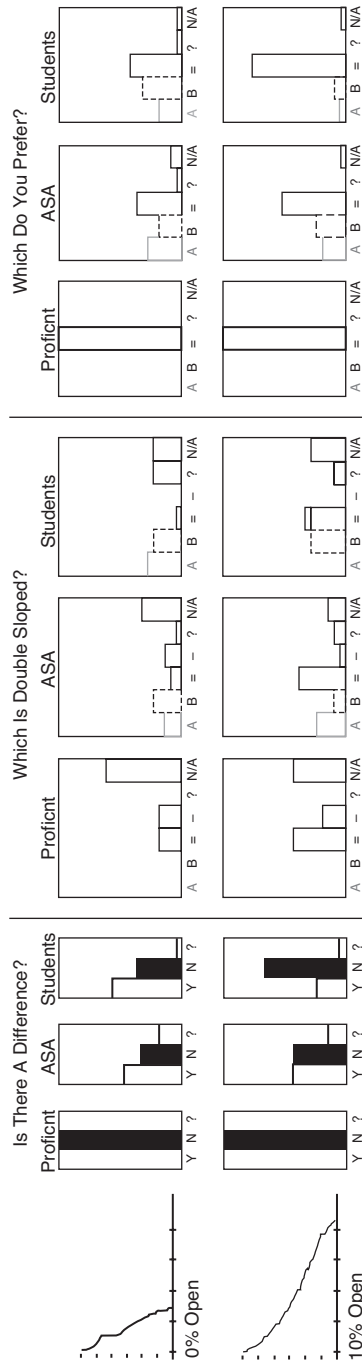 Is There A Difference? Which Is Double Sloped? Which Do You Prefer?
Proficnt ASA Students Proficnt ASA Students Proficnt ASA Students
0% Open
Y N ? Y N ? Y N ? A B = – ? N/A A B = – ? N/A A B = – ? N/A A B = ? N/A A B = ? N/A A B = ? N/A
10% Open
Y N ? Y N ? Y N ? A B = – ? N/A A B = – ? N/A A B = – ? N/A A B = ? N/A A B = ? N/A A B = ? N/A